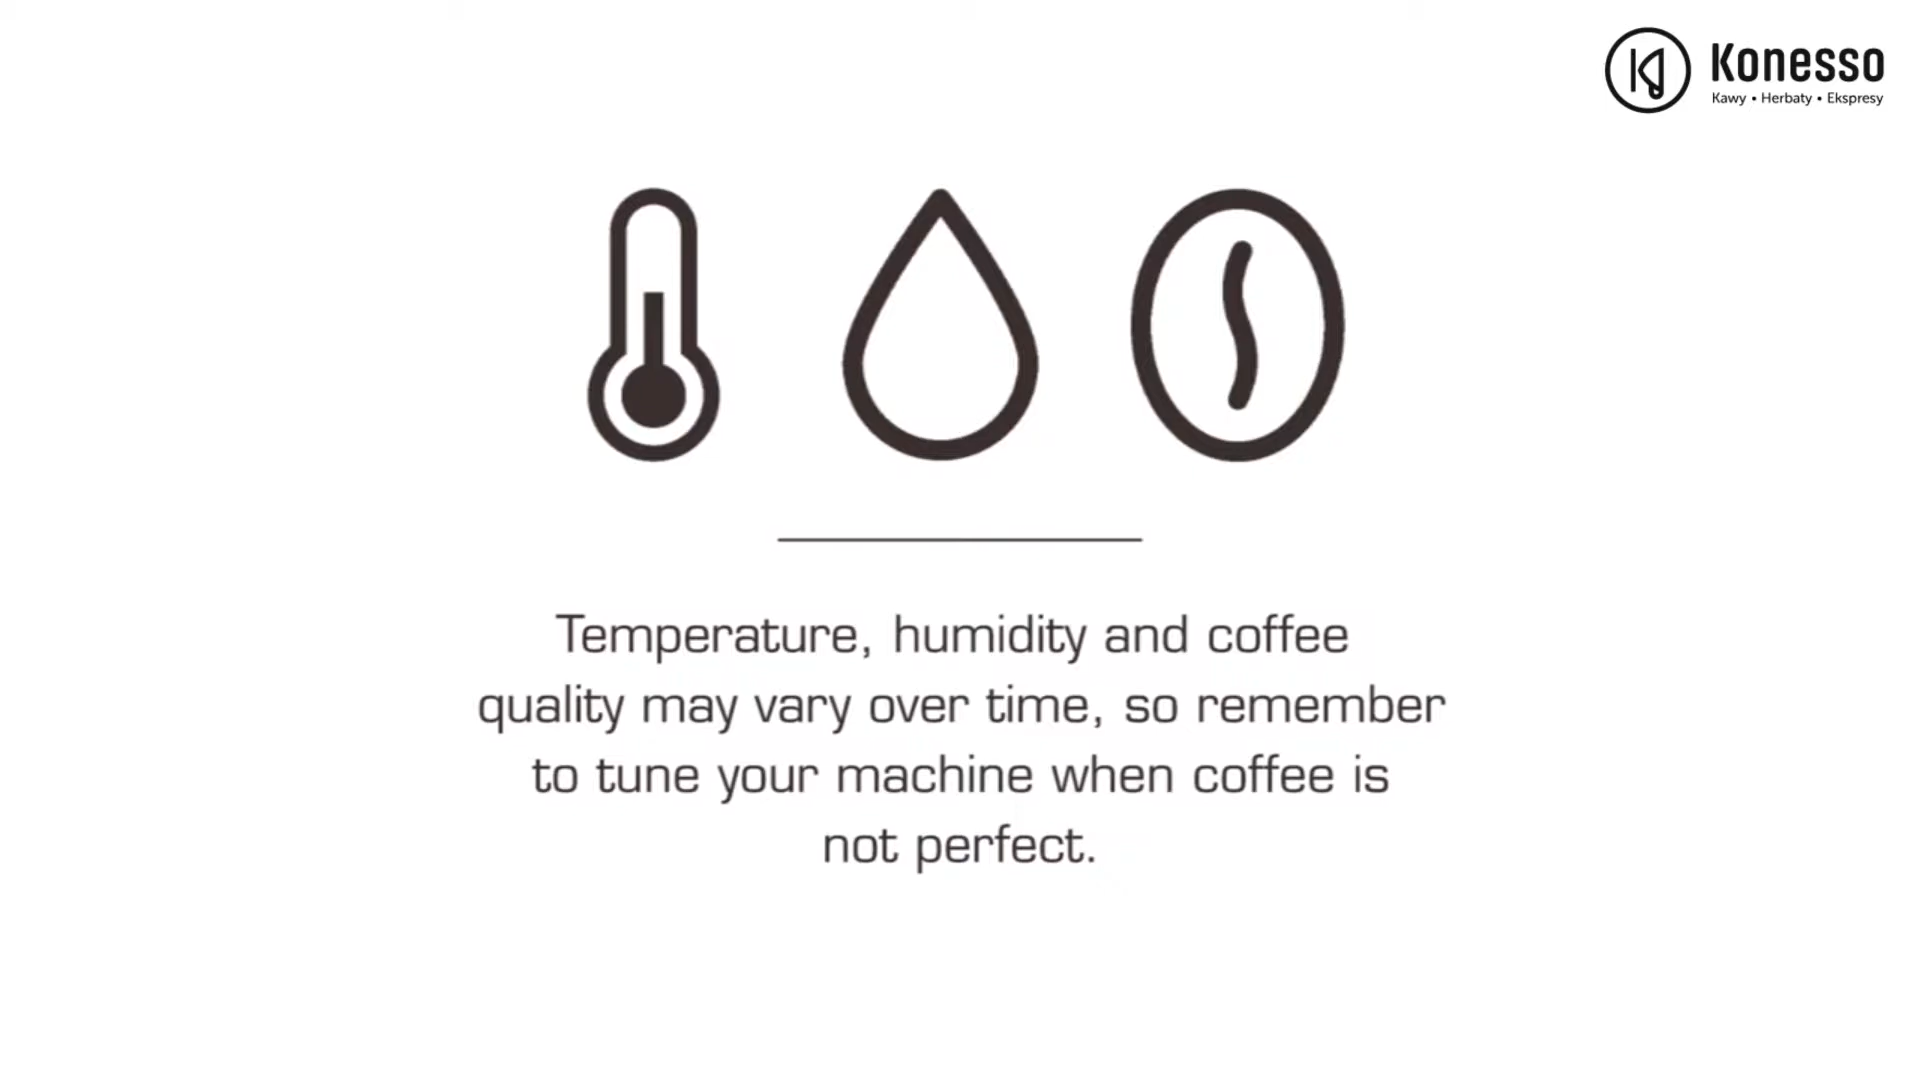 Konesso
Kawy • Herbaty • Ekspresy
Temperature, humidity and coffee
quality may vary over time, so remember
to tune your machine when coffee is
not perfect.